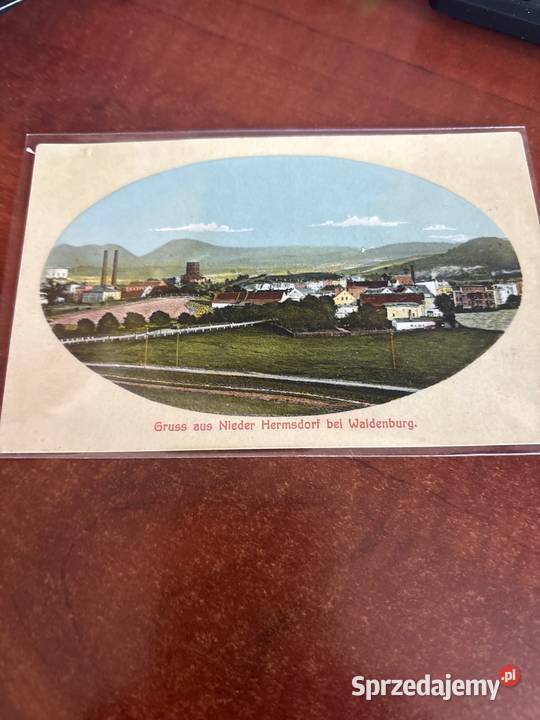 Gruss aus Nieder Hermsdorf bei Waldenburg.
Sprzedajemy.pl